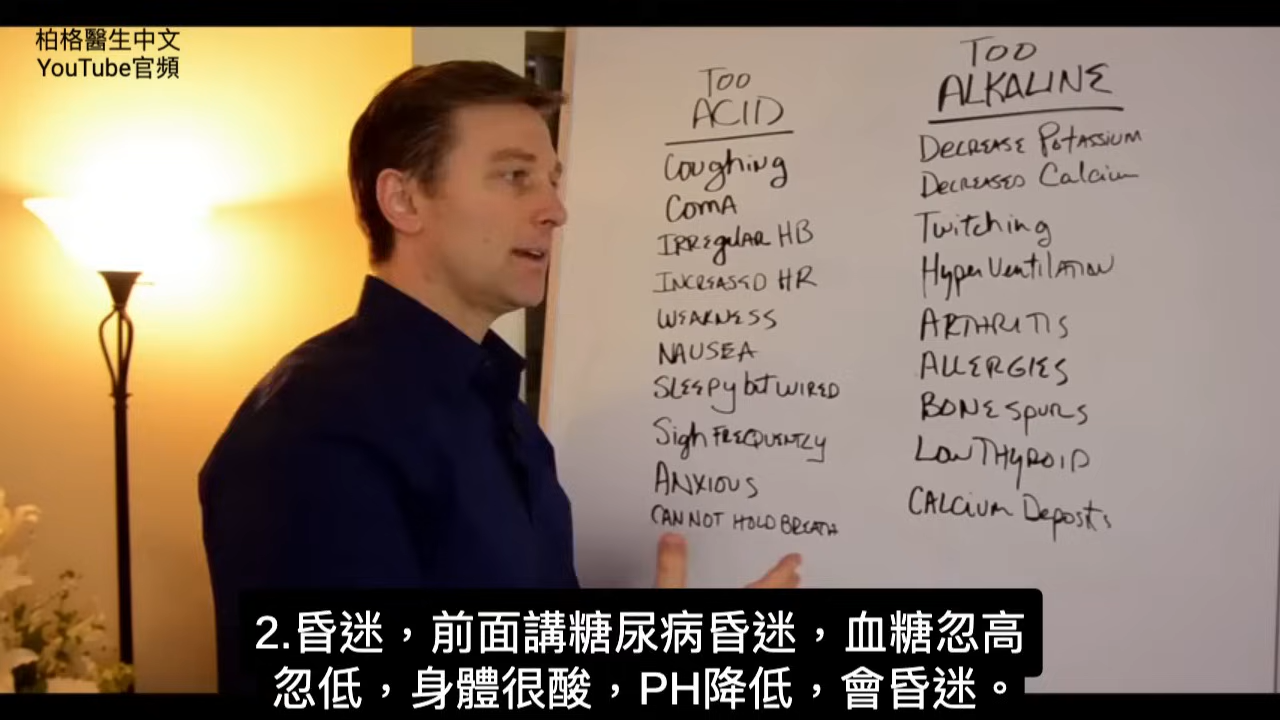 柏格醫生中文
YouTube官頻
TOO
ACID
COUGHING
COMA
IRREGULAR HB
INCREASED HR
WEAKNESS
NAUSEA
SLEEPY but WIRED
Sigh FREQUENTLY
ANXIOUS
CANNOT HOLD BREATH
TOO
ALKALINE
DECREASE POTASSIUM
DECREASED Calcium
Twitching
HyperVentilATION
ARTHRITIS
ALLERGIES
BONE SPURS
LOW THYROID
CALCIUM Deposits
2.昏迷，前面講糖尿病昏迷，血糖忽高
忽低，身體很酸，PH降低，會昏迷。